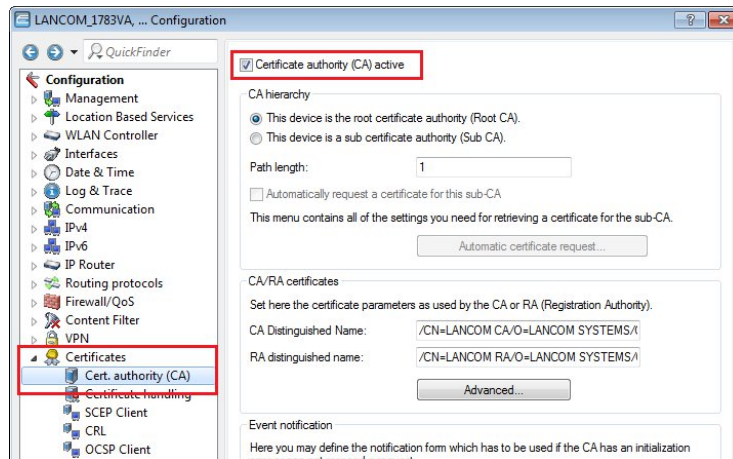 LANCOM_1783VA, ... Configuration
QuickFinder
Configuration
Management
Location Based Services
WLAN Controller
Interfaces
Date & Time
Log & Trace
Communication
IPv4
IPv6
IP Router
Routing protocols
Firewall/QoS
Content Filter
VPN
Certificates
Cert. authority (CA)
Certificate handling
SCEP Client
CRL
OCSP Client
Certificate authority (CA) active
CA hierarchy
This device is the root certificate authority (Root CA).
This device is a sub certificate authority (Sub CA).
Path length: 1
Automatically request a certificate for this sub-CA
This menu contains all of the settings you need for retrieving a certificate for the sub-CA.
Automatic certificate request...
CA/RA certificates
Set here the certificate parameters as used by the CA or RA (Registration Authority).
CA Distinguished Name: /CN=LANCOM CA/O=LANCOM SYSTEMS/
RA distinguished name: /CN=LANCOM RA/O=LANCOM SYSTEMS/
Advanced...
Event notification
Here you may define the notification form which has to be used if the CA has an initialization